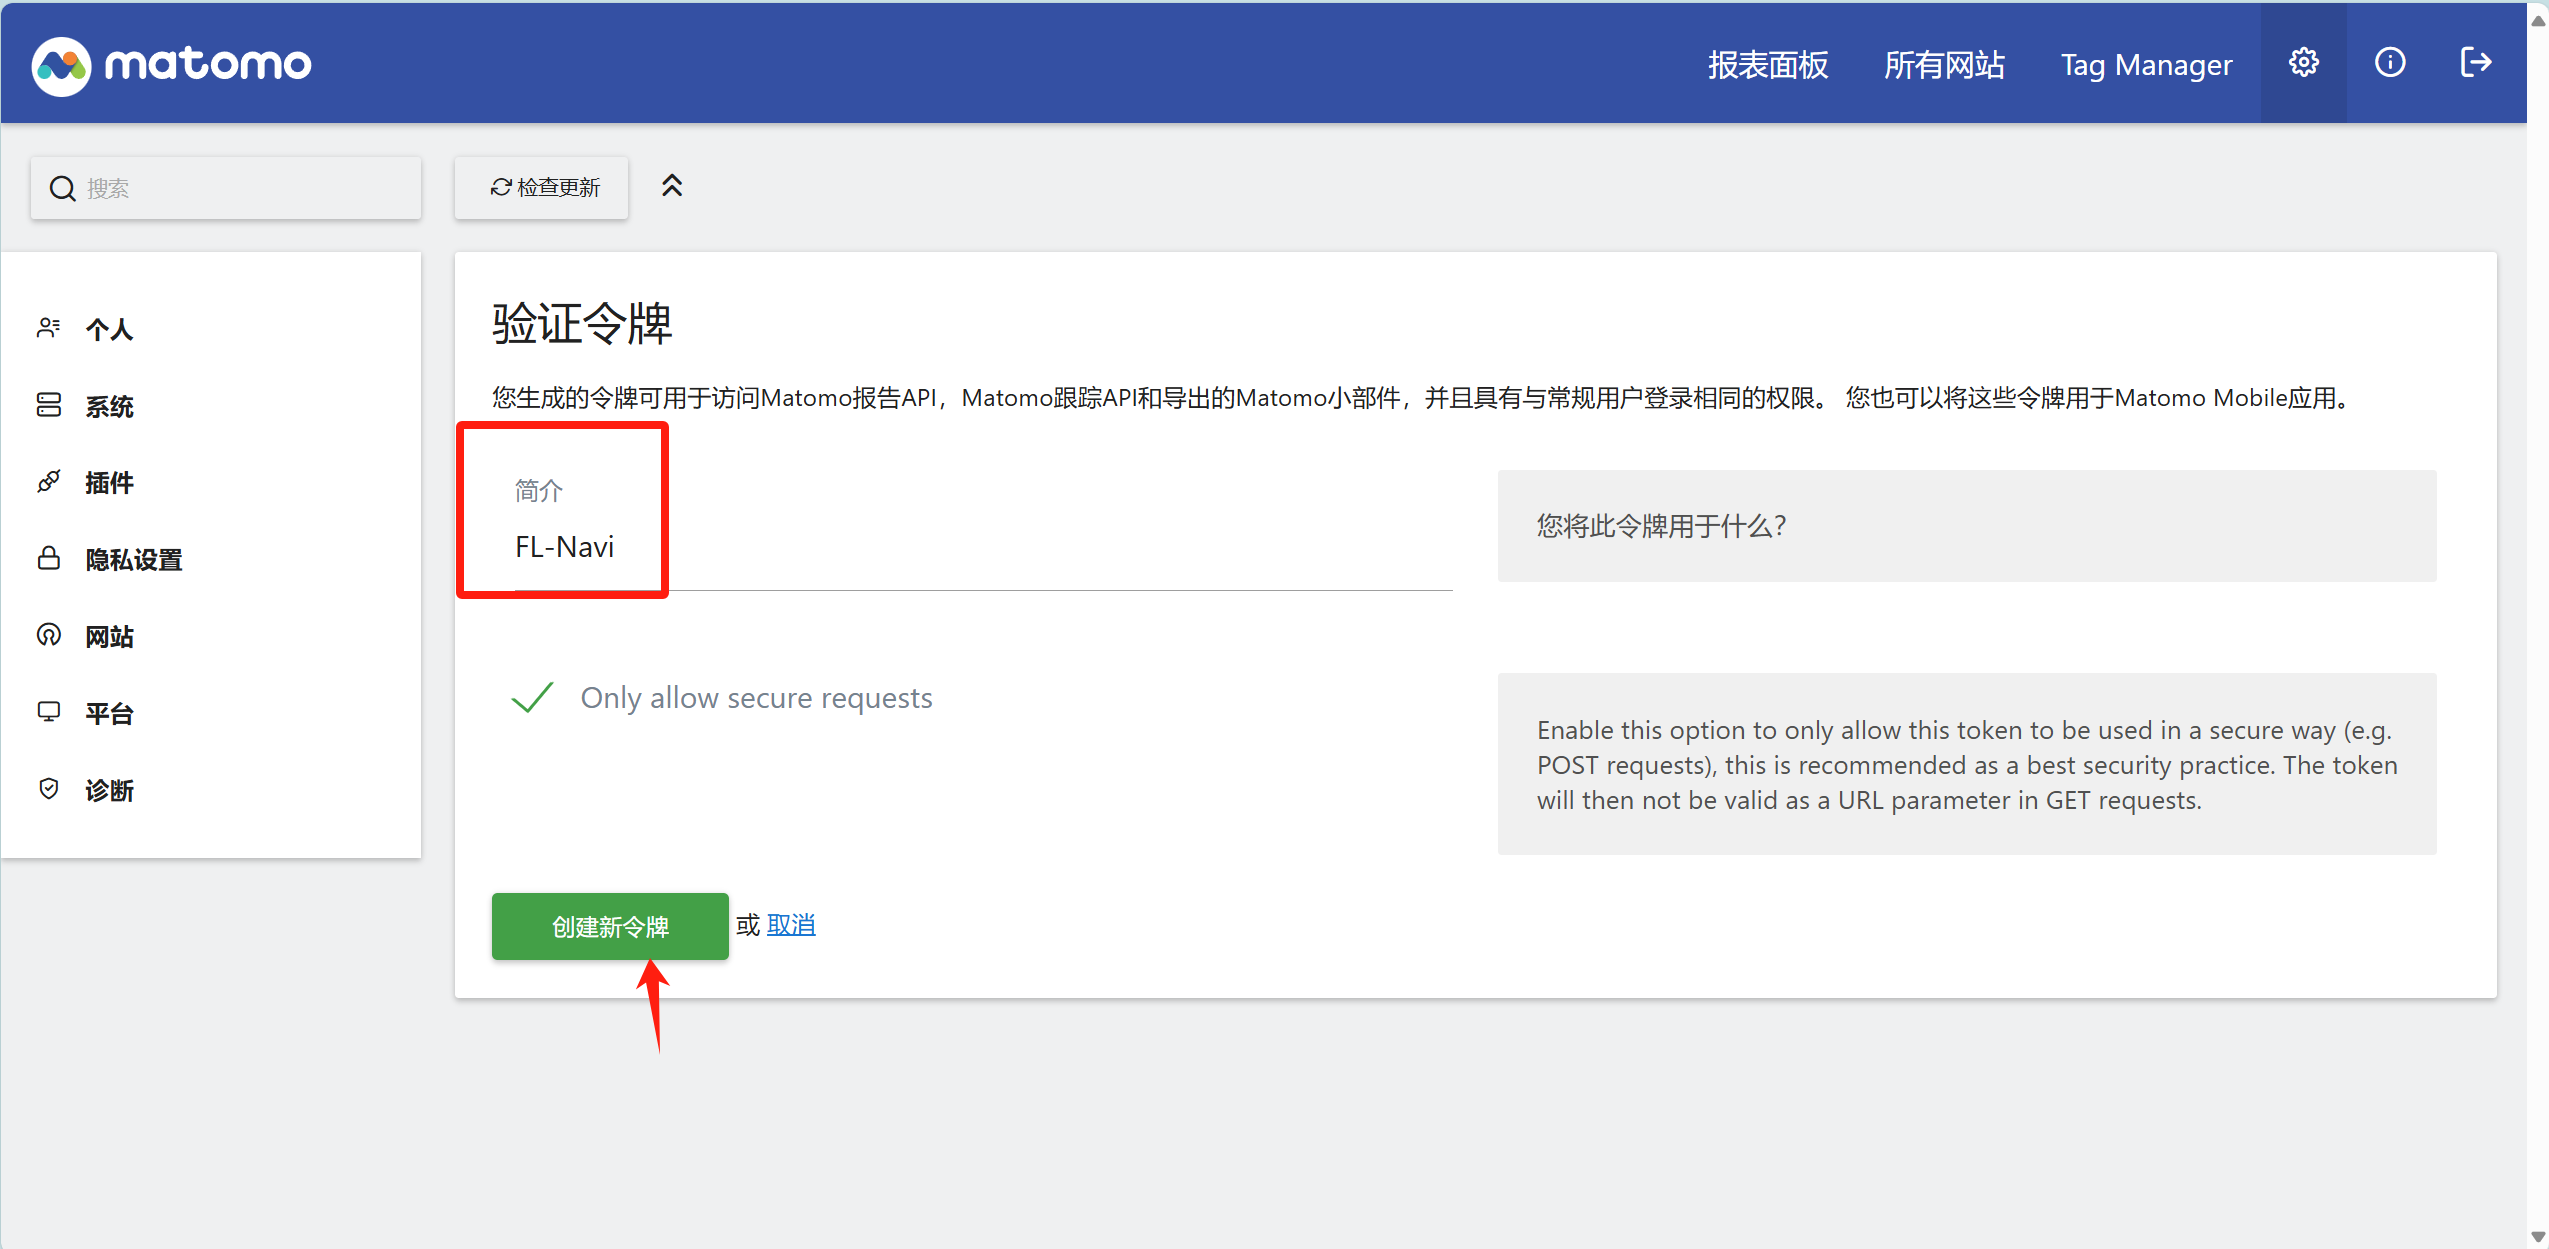 matomo
报表面板
所有网站
Tag Manager
搜索
检查更新
个人
系统
插件
隐私设置
网站
平台
诊断
验证令牌
您生成的令牌可用于访问Matomo报告API，Matomo跟踪API和导出的Matomo小部件，并且具有与常规用户登录相同的权限。 您也可以将这些令牌用于Matomo Mobile应用。
简介
FL-Navi
您将此令牌用于什么？
Only allow secure requests
Enable this option to only allow this token to be used in a secure way (e.g.
POST requests), this is recommended as a best security practice. The token
will then not be valid as a URL parameter in GET requests.
创建新令牌 或 取消